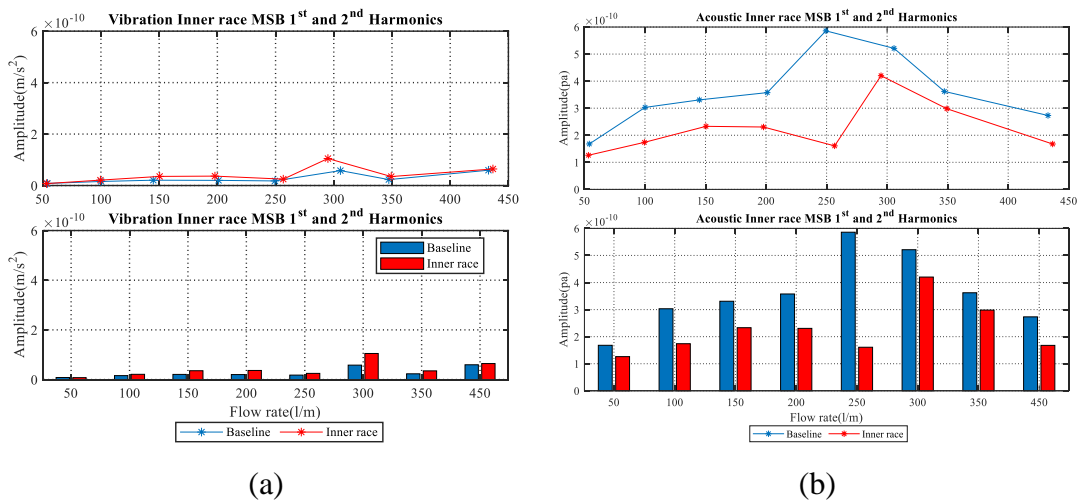 ×10⁻¹⁰ Vibration Inner race MSB 1st and 2nd Harmonics
Amplitude(m/s²)
6
4
2
0
50 100 150 200 250 300 350 400 450
×10⁻¹⁰ Vibration Inner race MSB 1st and 2nd Harmonics
Amplitude(m/s²)
6
4
2
0
Baseline
Inner race
50 100 150 200 250 300 350 450
Flow rate(l/m)
Baseline Inner race
(a)
×10⁻¹⁰ Acoustic Inner race MSB 1st and 2nd Harmonics
Amplitude(pa)
6
5
4
3
2
1
0
50 100 150 200 250 300 350 400 450
×10⁻¹⁰ Acoustic Inner race MSB 1st and 2nd Harmonics
Amplitude(pa)
6
5
4
3
2
1
0
50 100 150 200 250 300 350 450
Flow rate(l/m)
Baseline Inner race
(b)